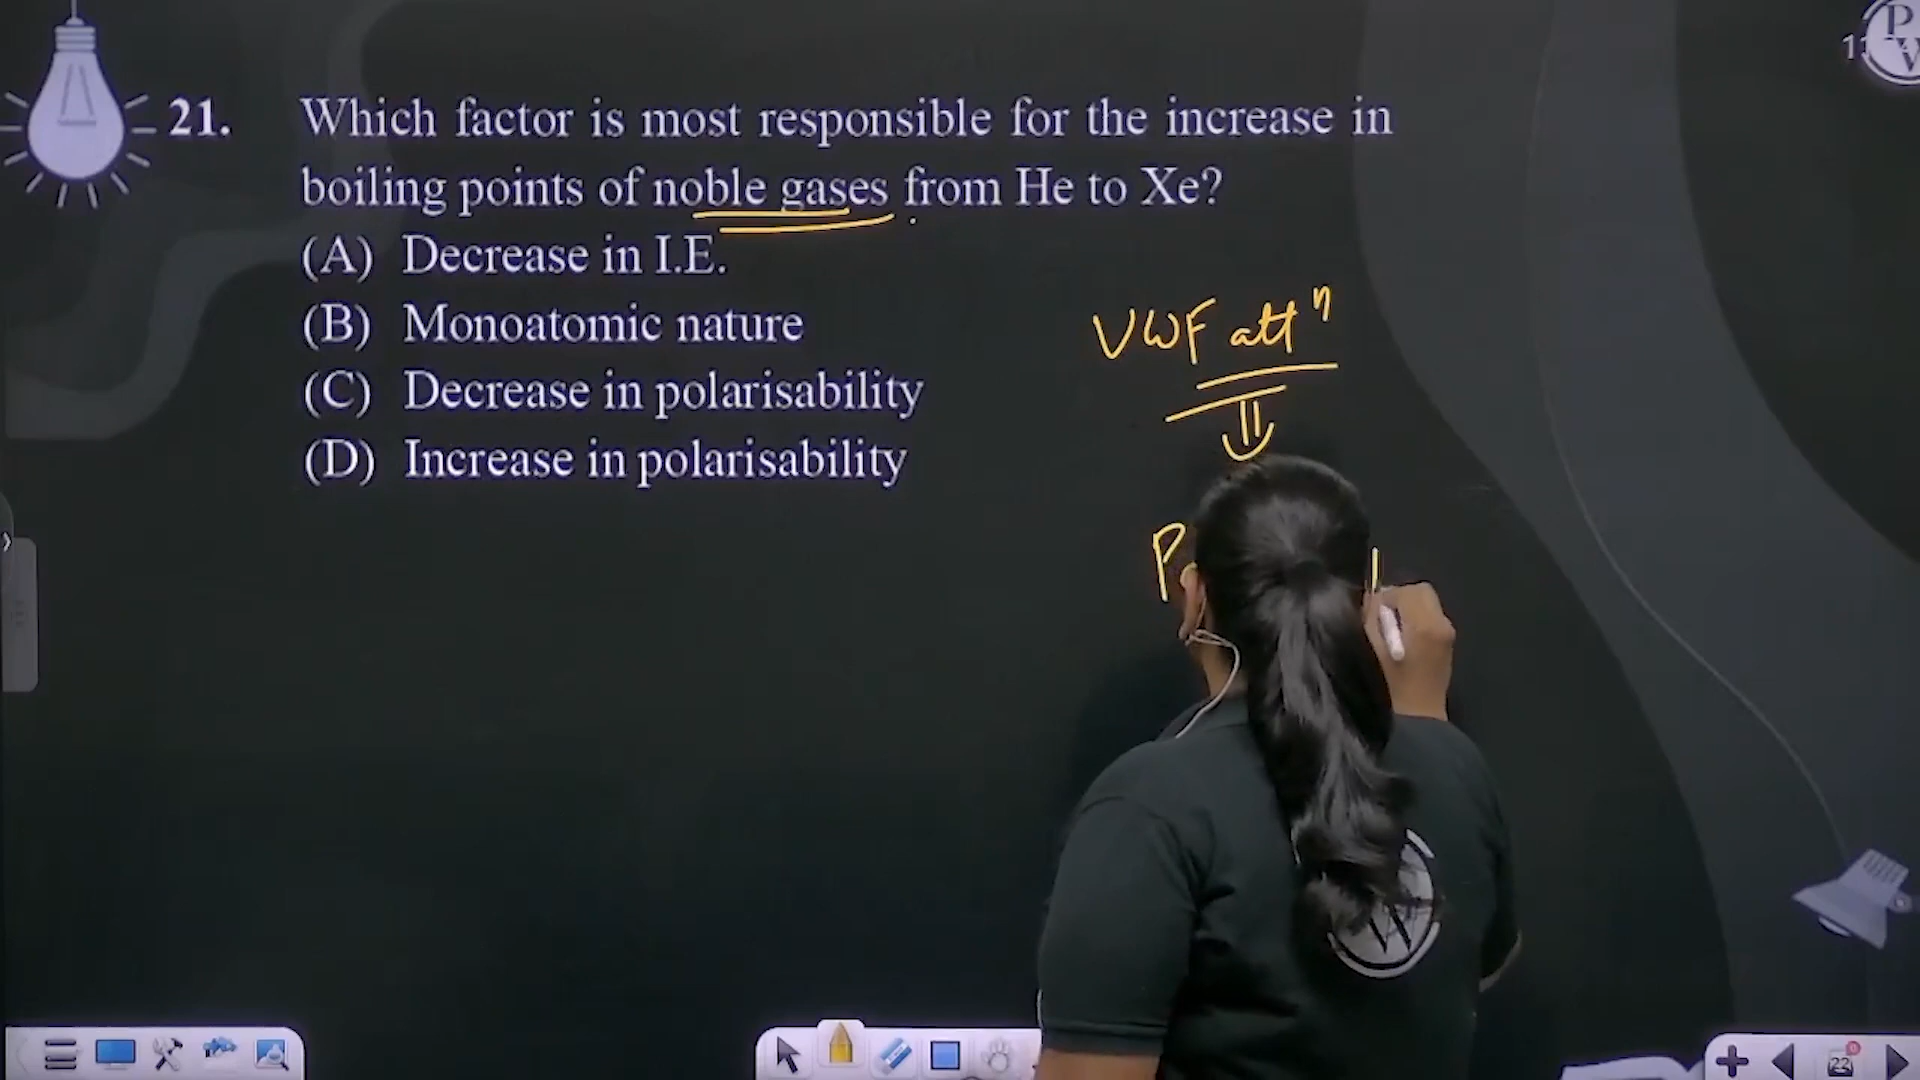 21. Which factor is most responsible for the increase in
boiling points of noble gases from He to Xe?
(A) Decrease in I.E.
(B) Monoatomic nature
(C) Decrease in polarisability
(D) Increase in polarisability
VWF attⁿ
P
W
P
W
22